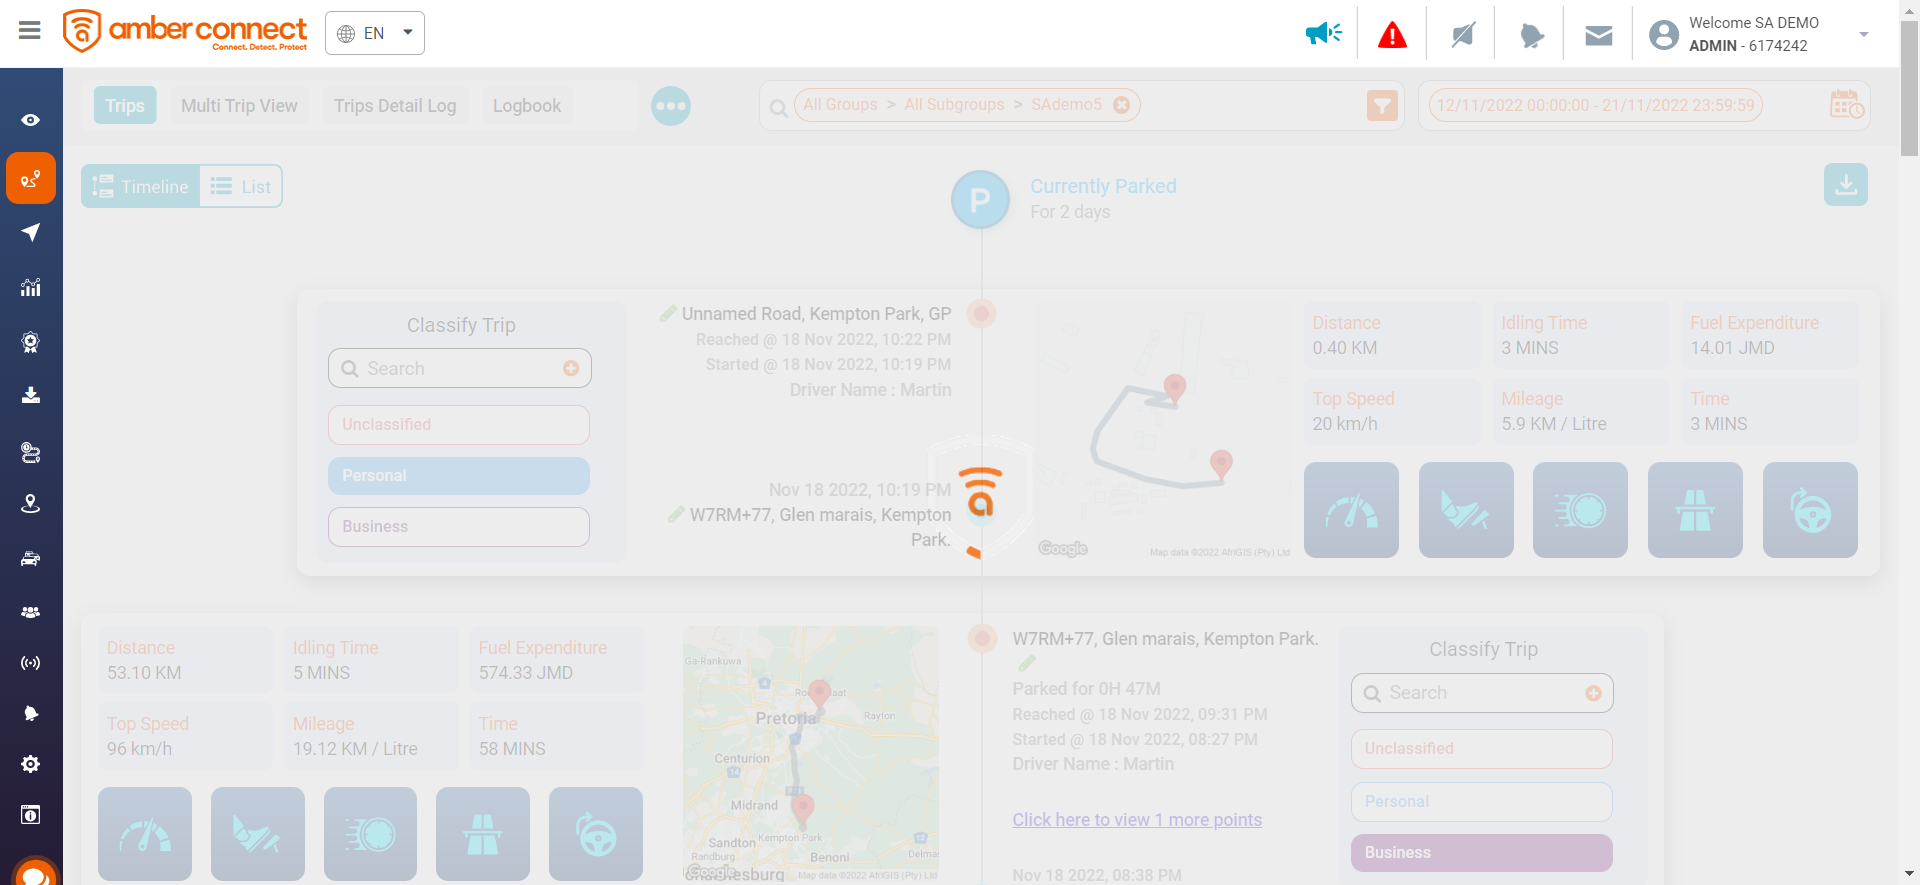 amber connect
Connect. Detect. Protect
EN
Welcome SA DEMO
ADMIN - 6174242
Trips
Multi Trip View
Trips Detail Log
Logbook
All Groups > All Subgroups > SAdemo5
12/11/2022 00:00:00 - 21/11/2022 23:59:59
Timeline
List
P
Currently Parked
For 2 days
Classify Trip
Search
Unclassified
Personal
Business
Unnamed Road, Kempton Park, GP
Reached @ 18 Nov 2022, 10:22 PM
Started @ 18 Nov 2022, 10:19 PM
Driver Name : Martin
Nov 18 2022, 10:19 PM
W7RM+77, Glen marais, Kempton
Park.
Google
Map data ©2022 AfriGIS (Pty) Ltd
Distance
0.40 KM
Idling Time
3 MINS
Fuel Expenditure
14.01 JMD
Top Speed
20 km/h
Mileage
5.9 KM / Litre
Time
3 MINS
Distance
53.10 KM
Idling Time
5 MINS
Fuel Expenditure
574.33 JMD
Top Speed
96 km/h
Mileage
19.12 KM / Litre
Time
58 MINS
Ga-Rankuwa
4
Pretoria
Rayton
Centurion
14
Midrand
Kempton Park
Sandton
12
Randburg
Benoni
Delmas
Google
Map data ©2022 AfriGIS (Pty) Ltd
W7RM+77, Glen marais, Kempton Park.
Parked for 0H 47M
Reached @ 18 Nov 2022, 09:31 PM
Started @ 18 Nov 2022, 08:27 PM
Driver Name : Martin
Click here to view 1 more points
Nov 18 2022, 08:38 PM
Classify Trip
Search
Unclassified
Personal
Business